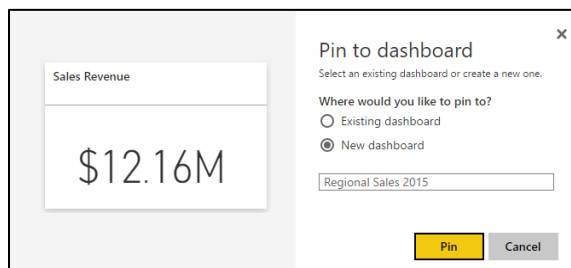 Sales Revenue
$12.16M
Pin to dashboard
Select an existing dashboard or create a new one.
Where would you like to pin to?
Existing dashboard
New dashboard
Regional Sales 2015
Pin Cancel